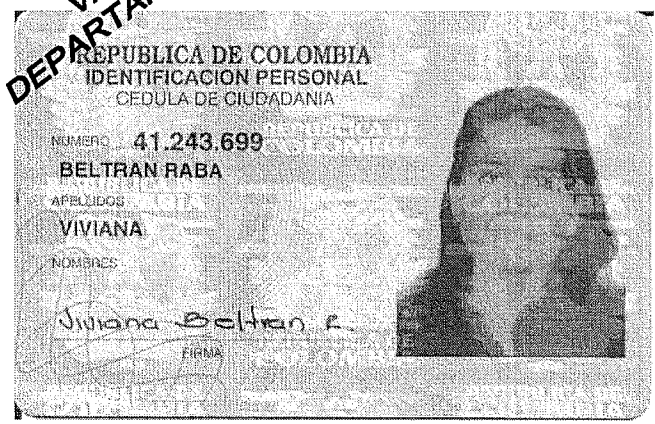 DEPARTA
REPUBLICA DE COLOMBIA
IDENTIFICACION PERSONAL
CEDULA DE CIUDADANIA
NUMERO 41.243.699
BELTRAN RABA
APELLIDOS
VIVIANA
NOMBRES
Viviana Beltran R.
FIRMA